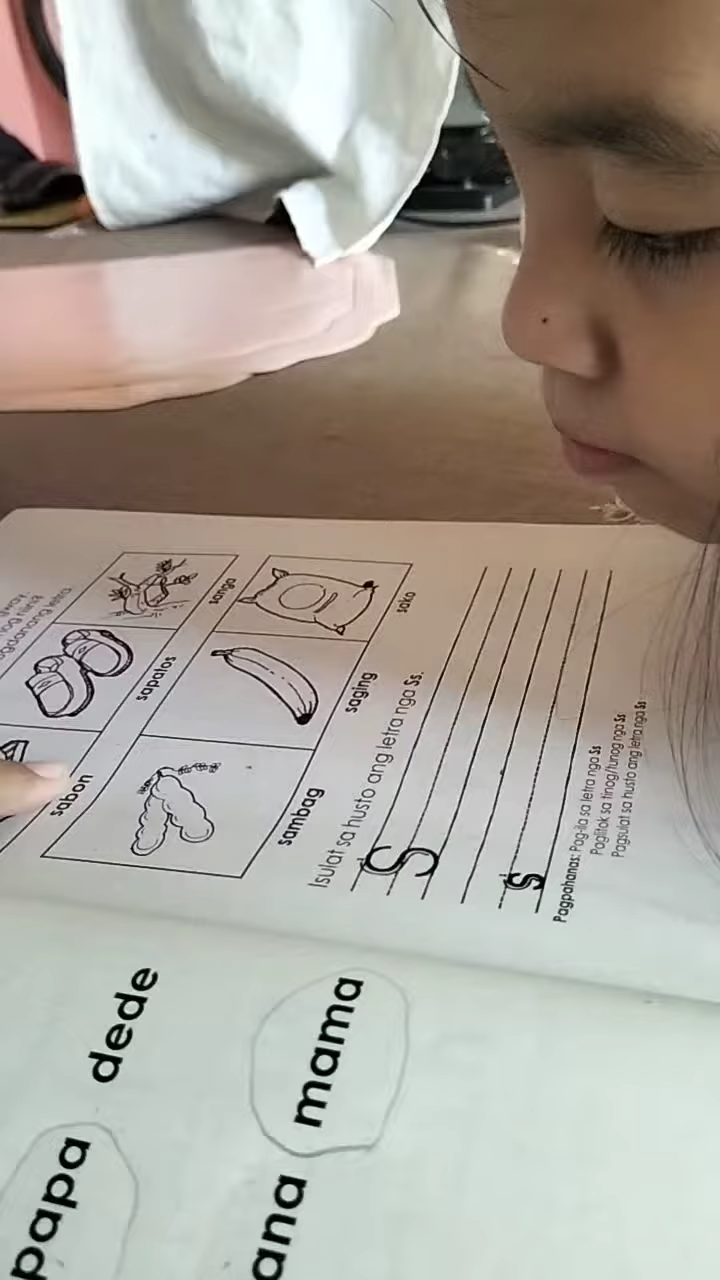 sabon sapatos sanga
sambag saging sako
Isulat sa husto ang letra nga Ss.
S
s
Pagpahanas: Pag-ila sa letra nga Ss
Paglitok sa tinog/tunog nga Ss
Pagsulat sa husto ang letra nga Ss
papa dede
ana mama